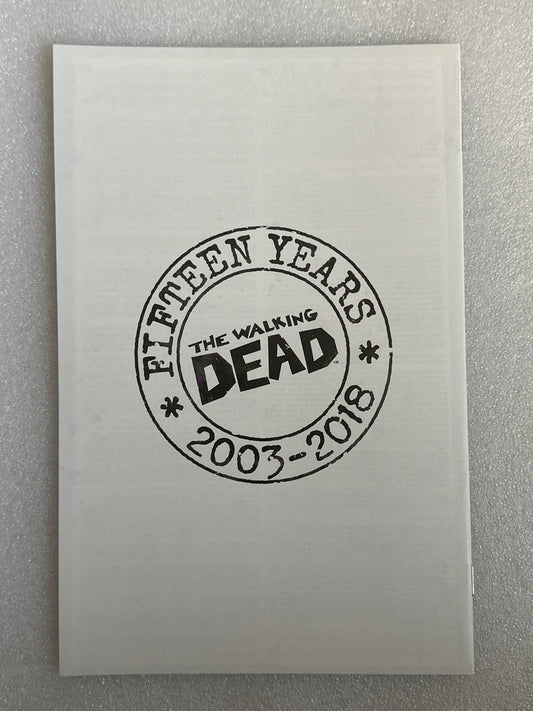 FIFTEEN YEARS
THE WALKING
DEAD
* 2003-2018 *